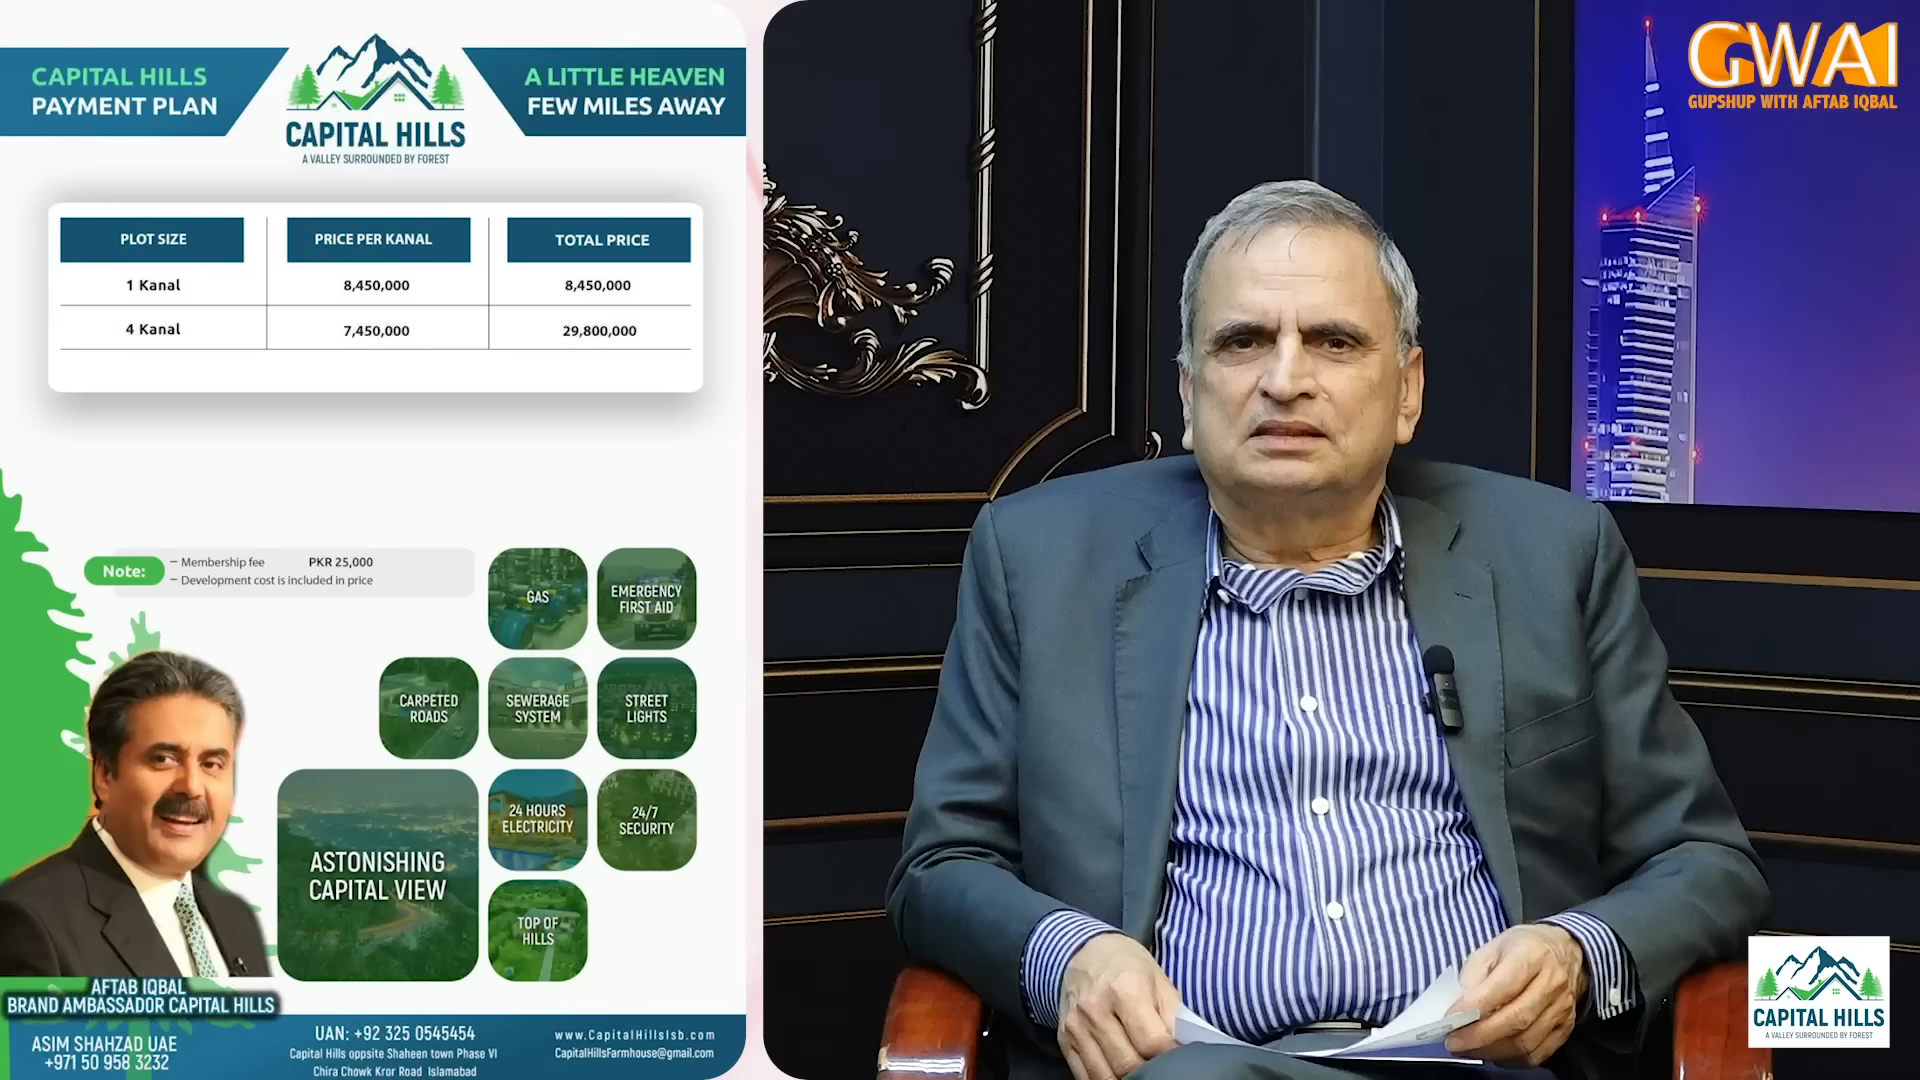 CAPITAL HILLS
PAYMENT PLAN
CAPITAL HILLS
A VALLEY SURROUNDED BY FOREST
A LITTLE HEAVEN
FEW MILES AWAY
PLOT SIZE PRICE PER KANAL TOTAL PRICE
1 Kanal 8,450,000 8,450,000
4 Kanal 7,450,000 29,800,000
Note:
– Membership fee PKR 25,000
– Development cost is included in price
GAS
EMERGENCY
FIRST AID
CARPETED
ROADS
SEWERAGE
SYSTEM
STREET
LIGHTS
ASTONISHING
CAPITAL VIEW
24 HOURS
ELECTRICITY
24/7
SECURITY
TOP OF
HILLS
AFTAB IQBAL
BRAND AMBASSADOR CAPITAL HILLS
ASIM SHAHZAD UAE
+971 50 958 3232
UAN: +92 325 0545454
Capital Hills oppsite Shaheen town Phase VI
Chira Chowk Kror Road Islamabad
www.CapitalHillsIsb.com
CapitalHillsFarmhouse@gmail.com
GWAI
GUPSHUP WITH AFTAB IQBAL
CAPITAL HILLS
A VALLEY SURROUNDED BY FOREST